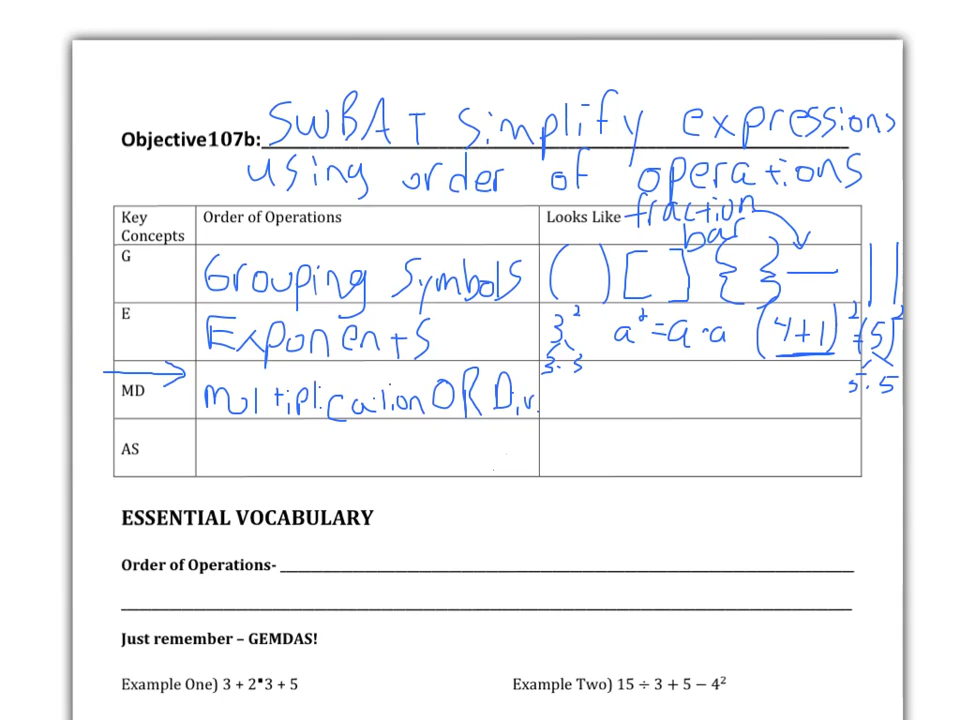 Objective107b: SWBAT simplify expressions
using order of operations
Key Concepts
Order of Operations
Looks Like
fraction bar
G
Grouping Symbols
( ) [ ] { } — | |
E
Exponents
3² a² = a · a (4+1)² = (5)²
3·3
5·5
MD
multiplication OR Div.
AS
ESSENTIAL VOCABULARY
Order of Operations-
Just remember – GEMDAS!
Example One) 3 + 2▪3 + 5
Example Two) 15 ÷ 3 + 5 − 4²